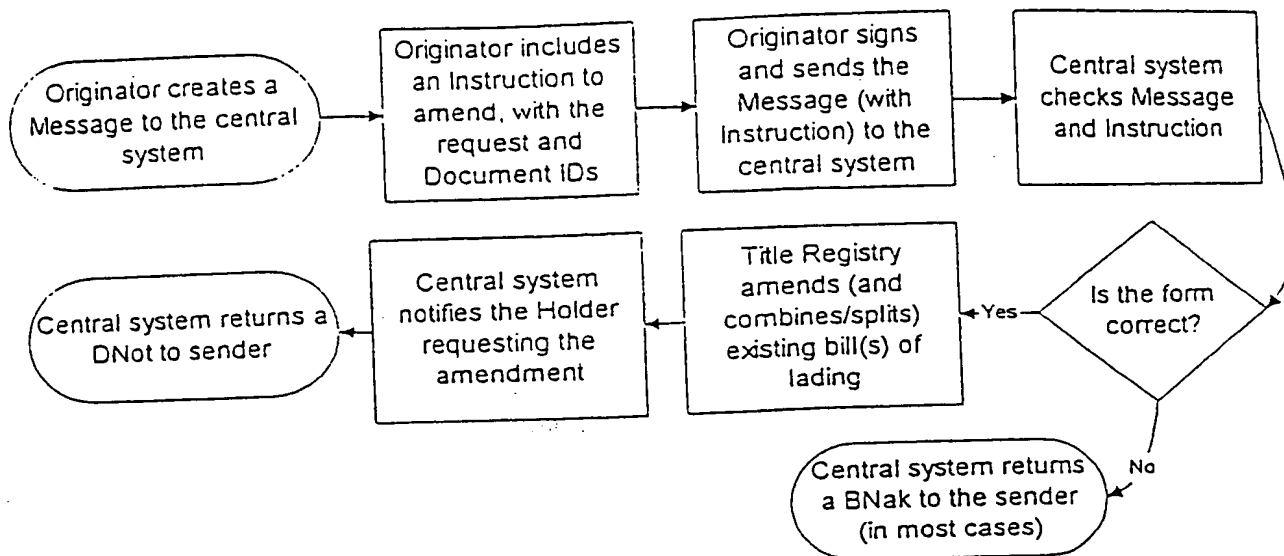 Originator creates a
Message to the central
system
Originator includes
an Instruction to
amend, with the
request and
Document IDs
Originator signs
and sends the
Message (with
Instruction) to the
central system
Central system
checks Message
and Instruction
Is the form
correct?
Yes
Title Registry
amends (and
combines/splits)
existing bill(s) of
lading
Central system
notifies the Holder
requesting the
amendment
Central system returns a
DNot to sender
No
Central system returns
a BNak to the sender
(in most cases)